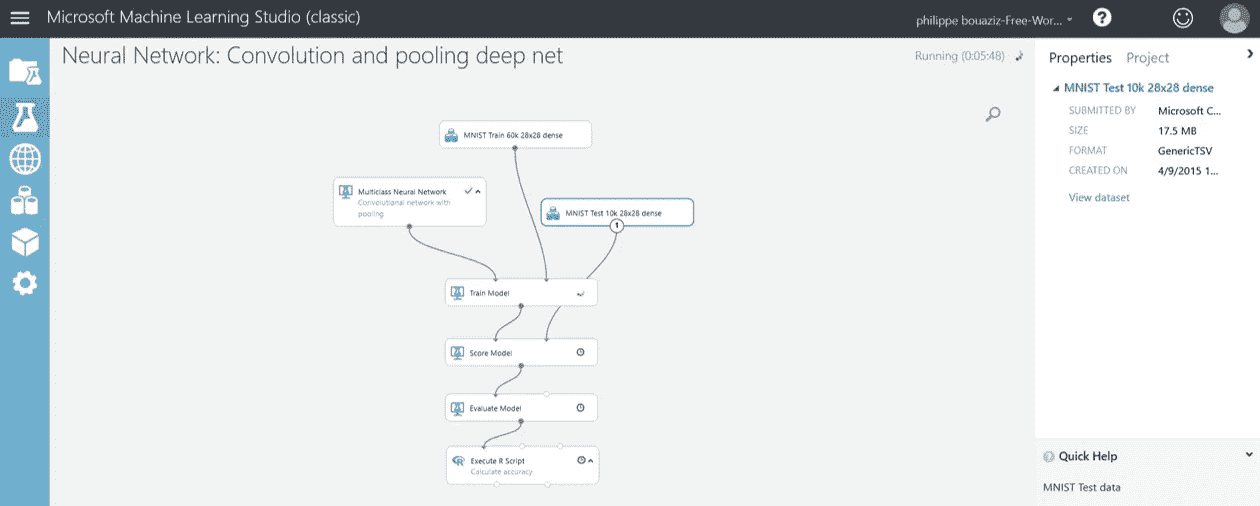 Microsoft Machine Learning Studio (classic)
philippe bouaziz-Free-Wor...
?
Neural Network: Convolution and pooling deep net
Running (0:05:48)
MNIST Train 60k 28x28 dense
Multiclass Neural Network
Convolutional network with
pooling
MNIST Test 10k 28x28 dense
1
Train Model
Score Model
Evaluate Model
Execute R Script
Calculate accuracy
Properties Project
MNIST Test 10k 28x28 dense
SUBMITTED BY Microsoft C...
SIZE 17.5 MB
FORMAT GenericTSV
CREATED ON 4/9/2015 1...
View dataset
? Quick Help
MNIST Test data